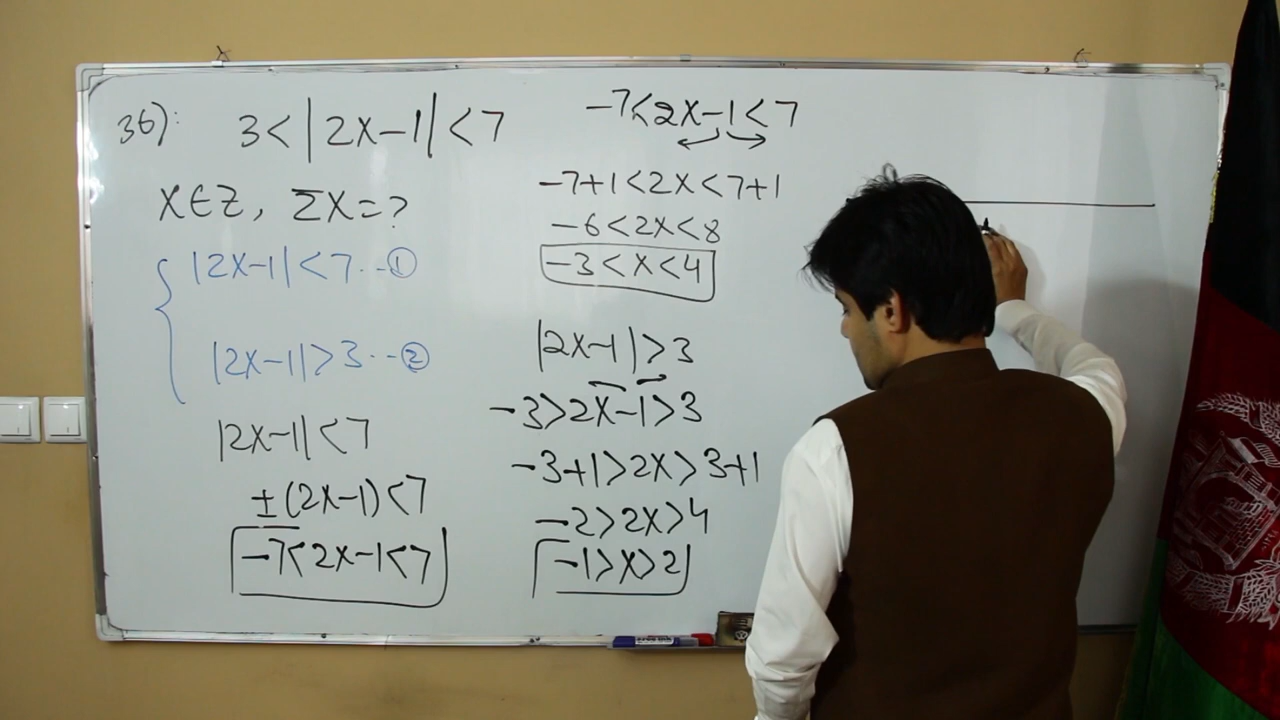 36): 3<|2x-1|<7
x∈Z, Σx=?
|2x-1|<7--①
|2x-1|>3--②
|2x-1|<7
±(2x-1)<7
-7<2x-1<7
-7<2x-1<7
-7+1<2x<7+1
-6<2x<8
-3<x<4
|2x-1|>3
-3>2x-1>3
-3+1>2x>3+1
-2>2x>4
-1>x>2